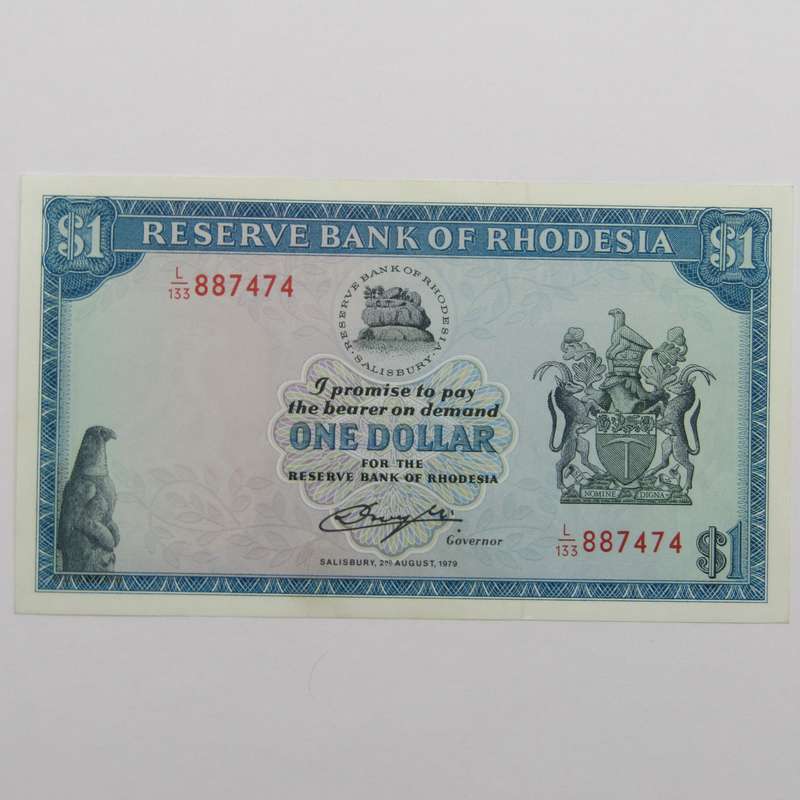 $1 RESERVE BANK OF RHODESIA $1
L/133 887474
RESERVE BANK OF RHODESIA
· SALISBURY ·
I promise to pay
the bearer on demand
ONE DOLLAR
FOR THE
RESERVE BANK OF RHODESIA
NOMINE DIGNA
Governor
L/133 887474 $1
SALISBURY, 2ND AUGUST, 1979